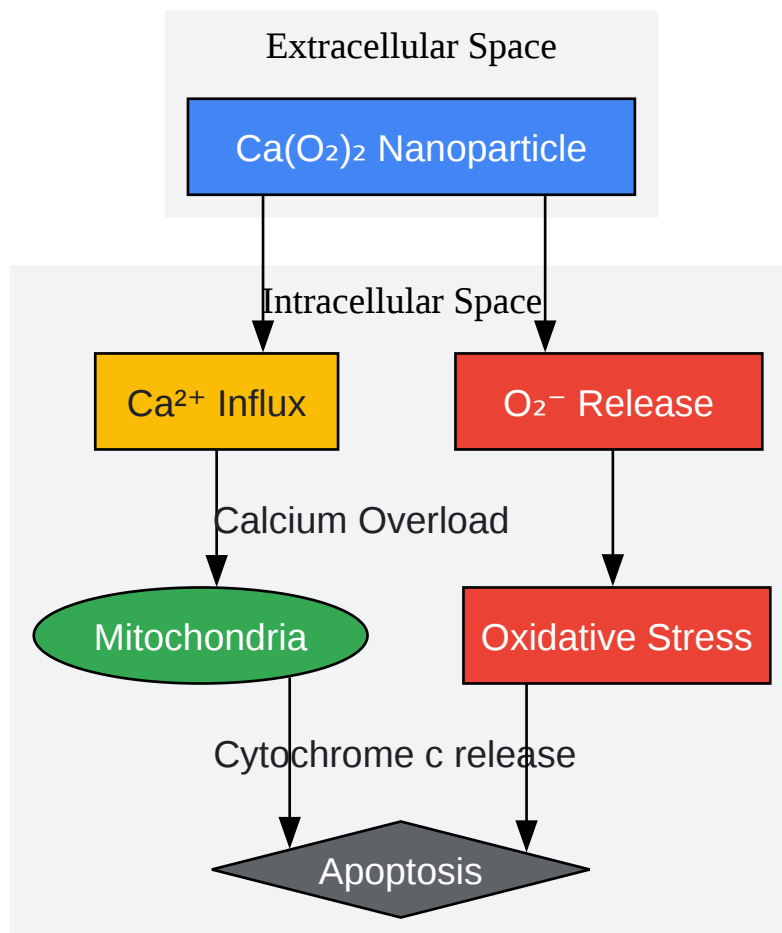 Extracellular Space
Ca(O₂)₂ Nanoparticle
Intracellular Space
Ca²⁺ Influx
O₂⁻ Release
Calcium Overload
Mitochondria
Oxidative Stress
Cytochrome c release
Apoptosis